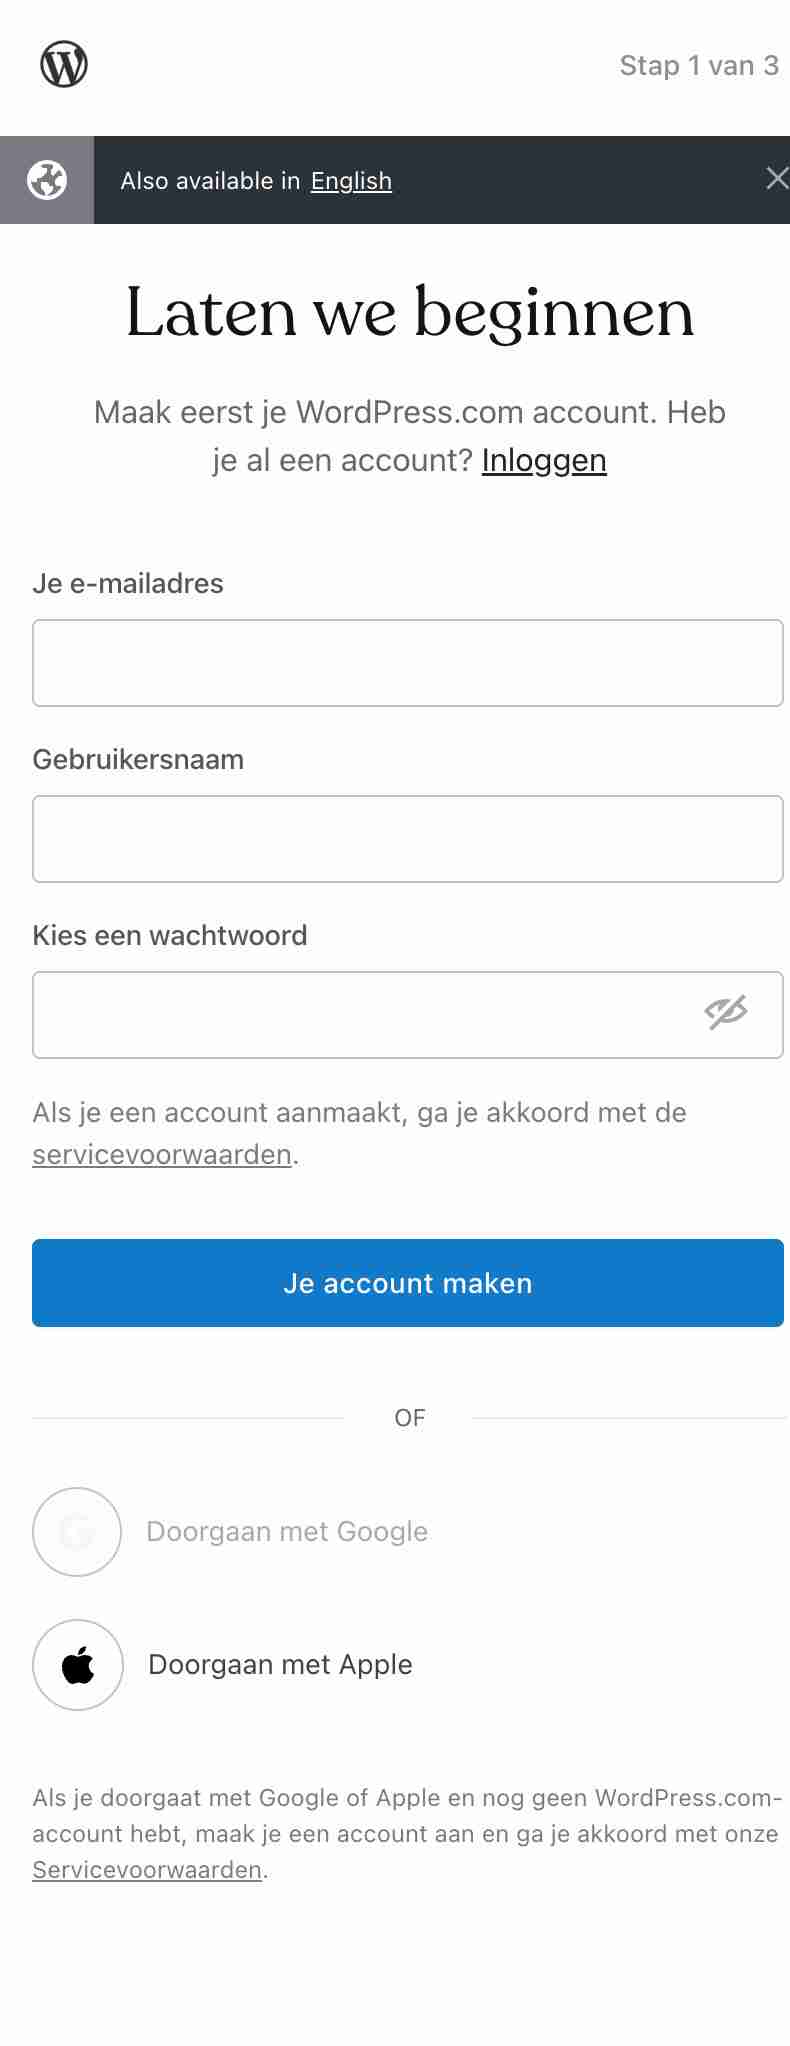 Stap 1 van 3
Also available in English
Laten we beginnen
Maak eerst je WordPress.com account. Heb
je al een account? Inloggen
Je e-mailadres
Gebruikersnaam
Kies een wachtwoord
Als je een account aanmaakt, ga je akkoord met de
servicevoorwaarden.
Je account maken
OF
Doorgaan met Google
Doorgaan met Apple
Als je doorgaat met Google of Apple en nog geen WordPress.com-
account hebt, maak je een account aan en ga je akkoord met onze
Servicevoorwaarden.